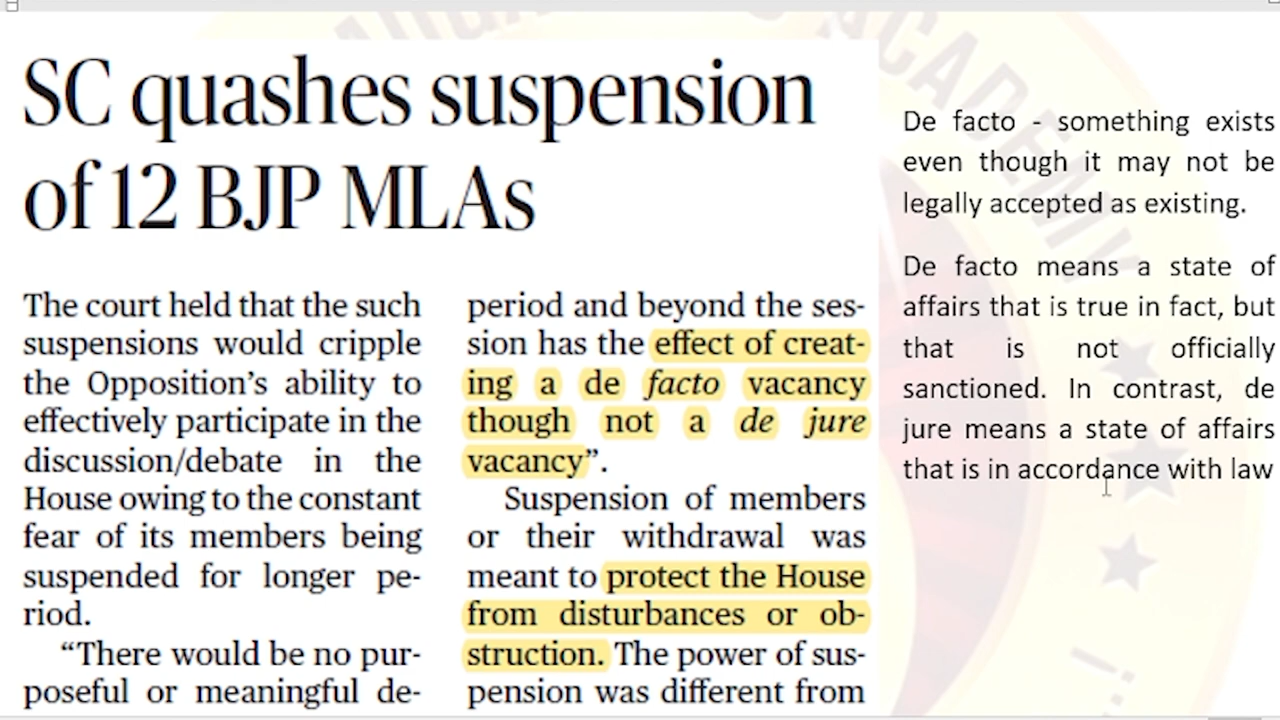 SC quashes suspension
of 12 BJP MLAs
The court held that the such
suspensions would cripple
the Opposition's ability to
effectively participate in the
discussion/debate in the
House owing to the constant
fear of its members being
suspended for longer pe-
riod.
“There would be no pur-
poseful or meaningful de-
period and beyond the ses-
sion has the effect of creat-
ing a de facto vacancy
though not a de jure
vacancy”.
Suspension of members
or their withdrawal was
meant to protect the House
from disturbances or ob-
struction. The power of sus-
pension was different from
De facto - something exists
even though it may not be
legally accepted as existing.
De facto means a state of
affairs that is true in fact, but
that is not officially
sanctioned. In contrast, de
jure means a state of affairs
that is in accordance with law
ACADEMY